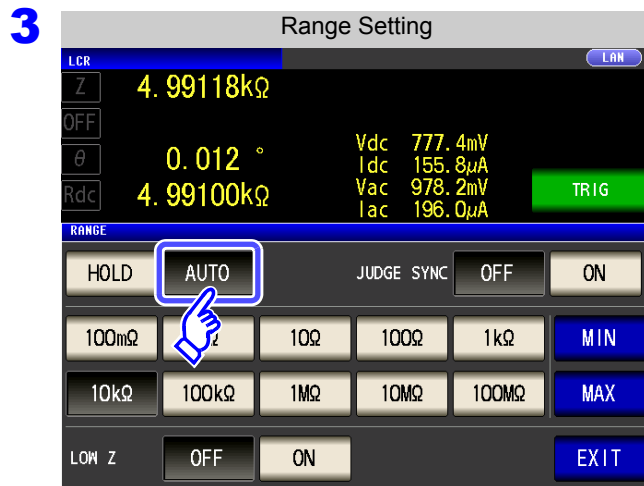 3
Range Setting
LCR
LAN
Z 4.99118kΩ
OFF
θ 0.012 °
Rdc 4.99100kΩ
Vdc 777.4mV
Idc 155.8μA
Vac 978.2mV
Iac 196.0μA
TRIG
RANGE
HOLD AUTO JUDGE SYNC OFF ON
100mΩ Ω 10Ω 100Ω 1kΩ MIN
10kΩ 100kΩ 1MΩ 10MΩ 100MΩ MAX
LOW Z OFF ON EXIT